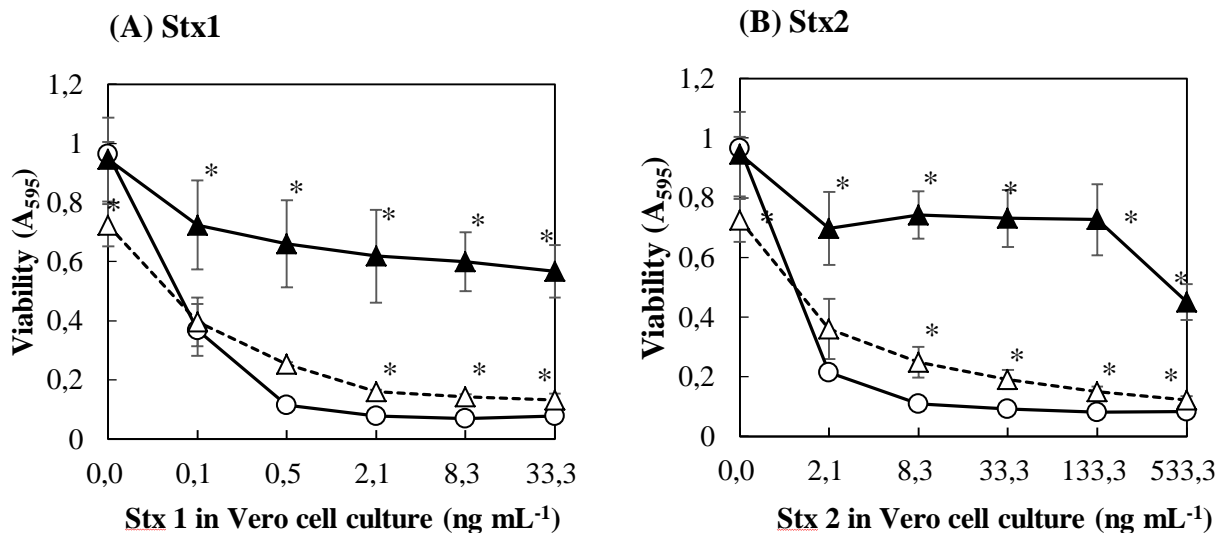 (A) Stx1
Viability (A595)
1,2
1
0,8
0,6
0,4
0,2
0
* * * * * *
* * *
0,0 0,1 0,5 2,1 8,3 33,3
Stx 1 in Vero cell culture (ng mL-1)
(B) Stx2
Viability (A595)
1,2
1
0,8
0,6
0,4
0,2
0
* * * * * *
* * * *
0,0 2,1 8,3 33,3 133,3 533,3
Stx 2 in Vero cell culture (ng mL-1)